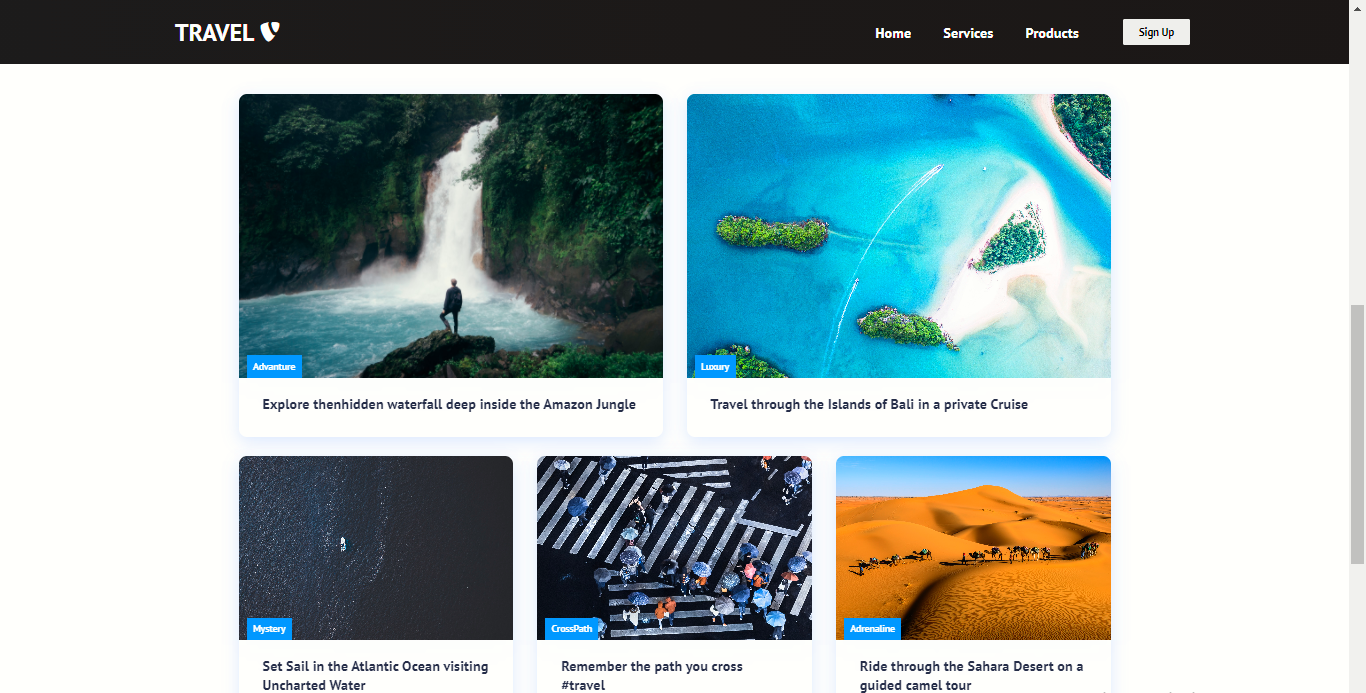 TRAVEL
Home Services Products Sign Up
Advanture
Luxury
Explore thenhidden waterfall deep inside the Amazon Jungle
Travel through the Islands of Bali in a private Cruise
Mystery
CrossPath
Adrenaline
Set Sail in the Atlantic Ocean visiting
Uncharted Water
Remember the path you cross
#travel
Ride through the Sahara Desert on a
guided camel tour